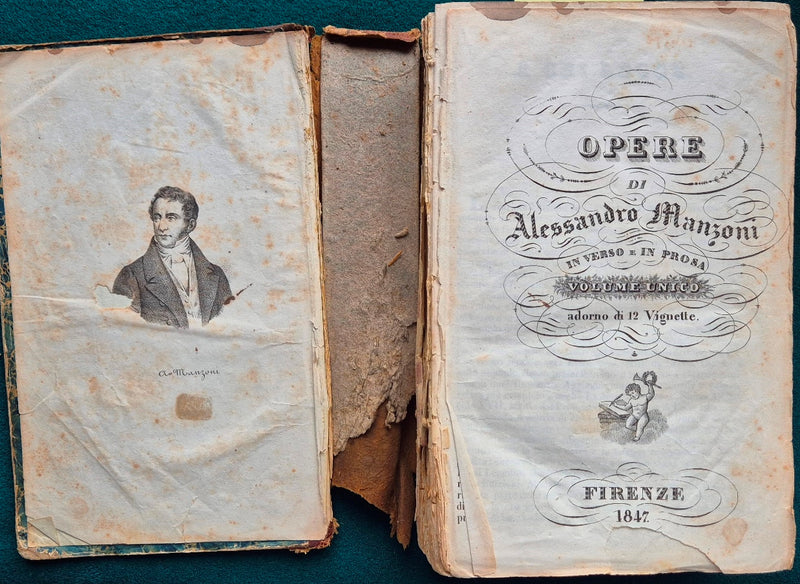 A. Manzoni
OPERE
DI
Alessandro Manzoni
IN VERSO E IN PROSA
VOLUME UNICO
adorno di 12 Vignette.
FIRENZE
1847.